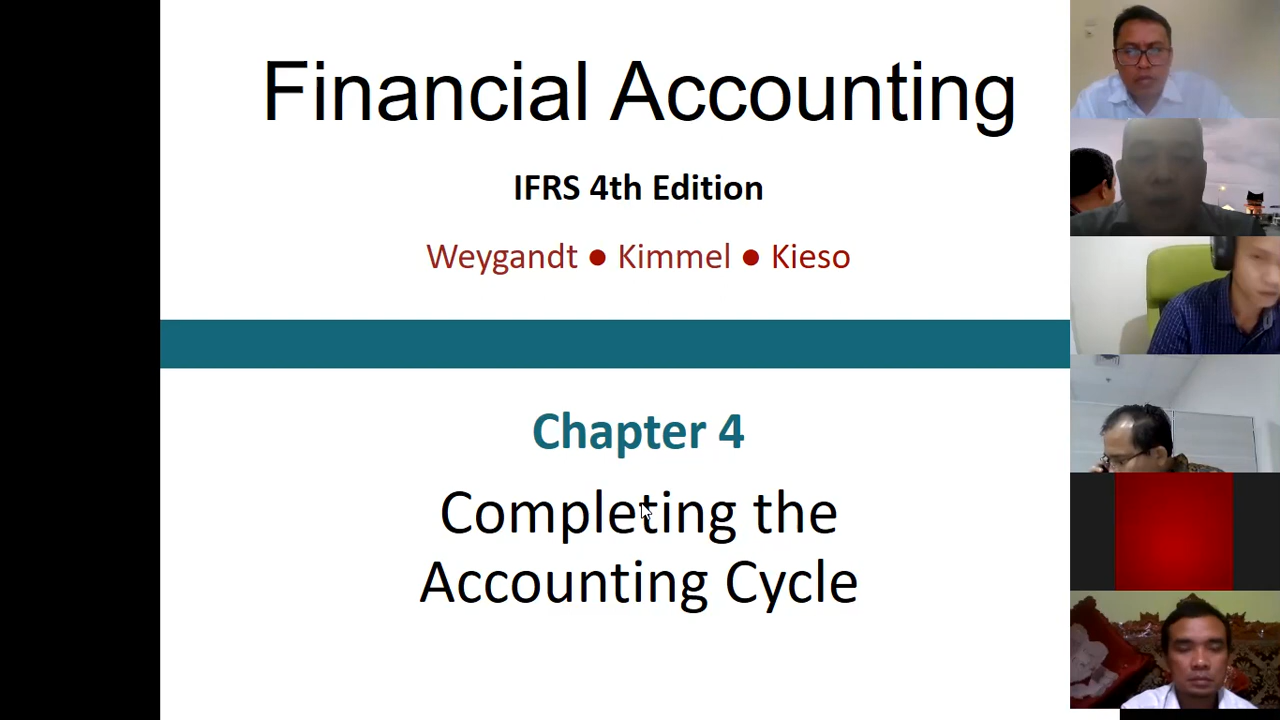 Financial Accounting
IFRS 4th Edition
Weygandt ● Kimmel ● Kieso
Chapter 4
Completing the
Accounting Cycle